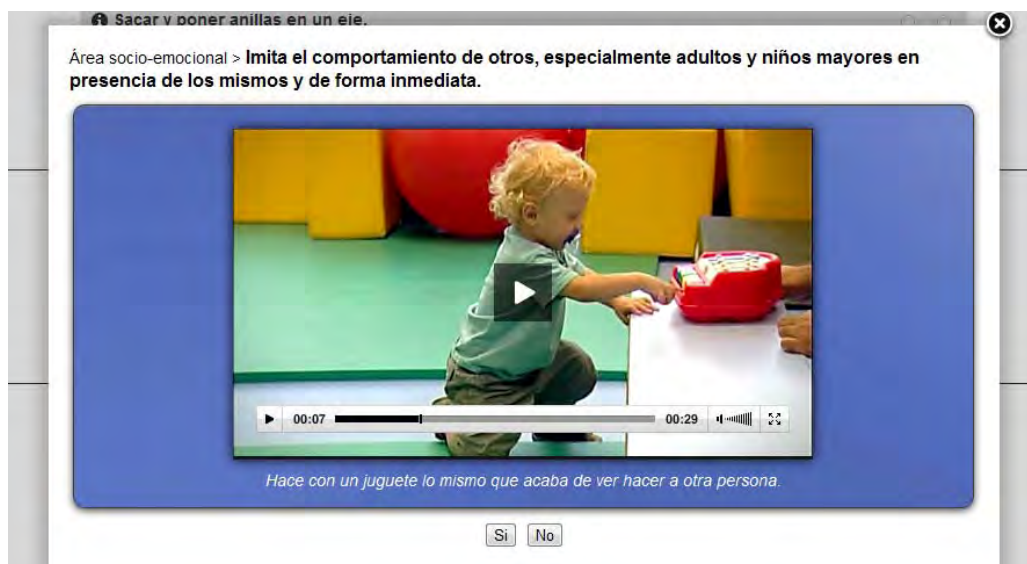 Sacar y poner anillas en un eje.
Área socio-emocional > Imita el comportamiento de otros, especialmente adultos y niños mayores en
presencia de los mismos y de forma inmediata.
00:07 00:29
Hace con un juguete lo mismo que acaba de ver hacer a otra persona.
Si No